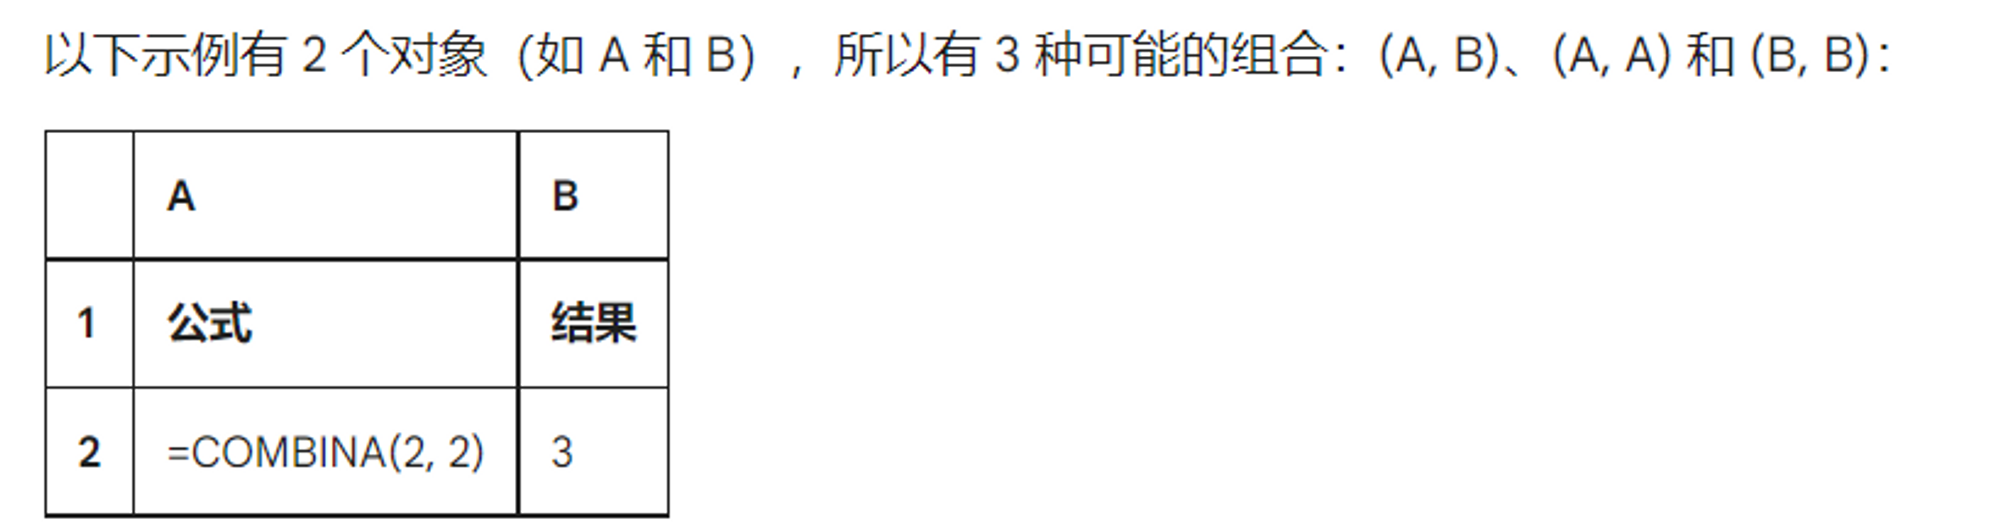 以下示例有 2 个对象（如 A 和 B），所以有 3 种可能的组合：(A, B)、(A, A) 和 (B, B)：
A B
1 公式 结果
2 =COMBINA(2, 2) 3